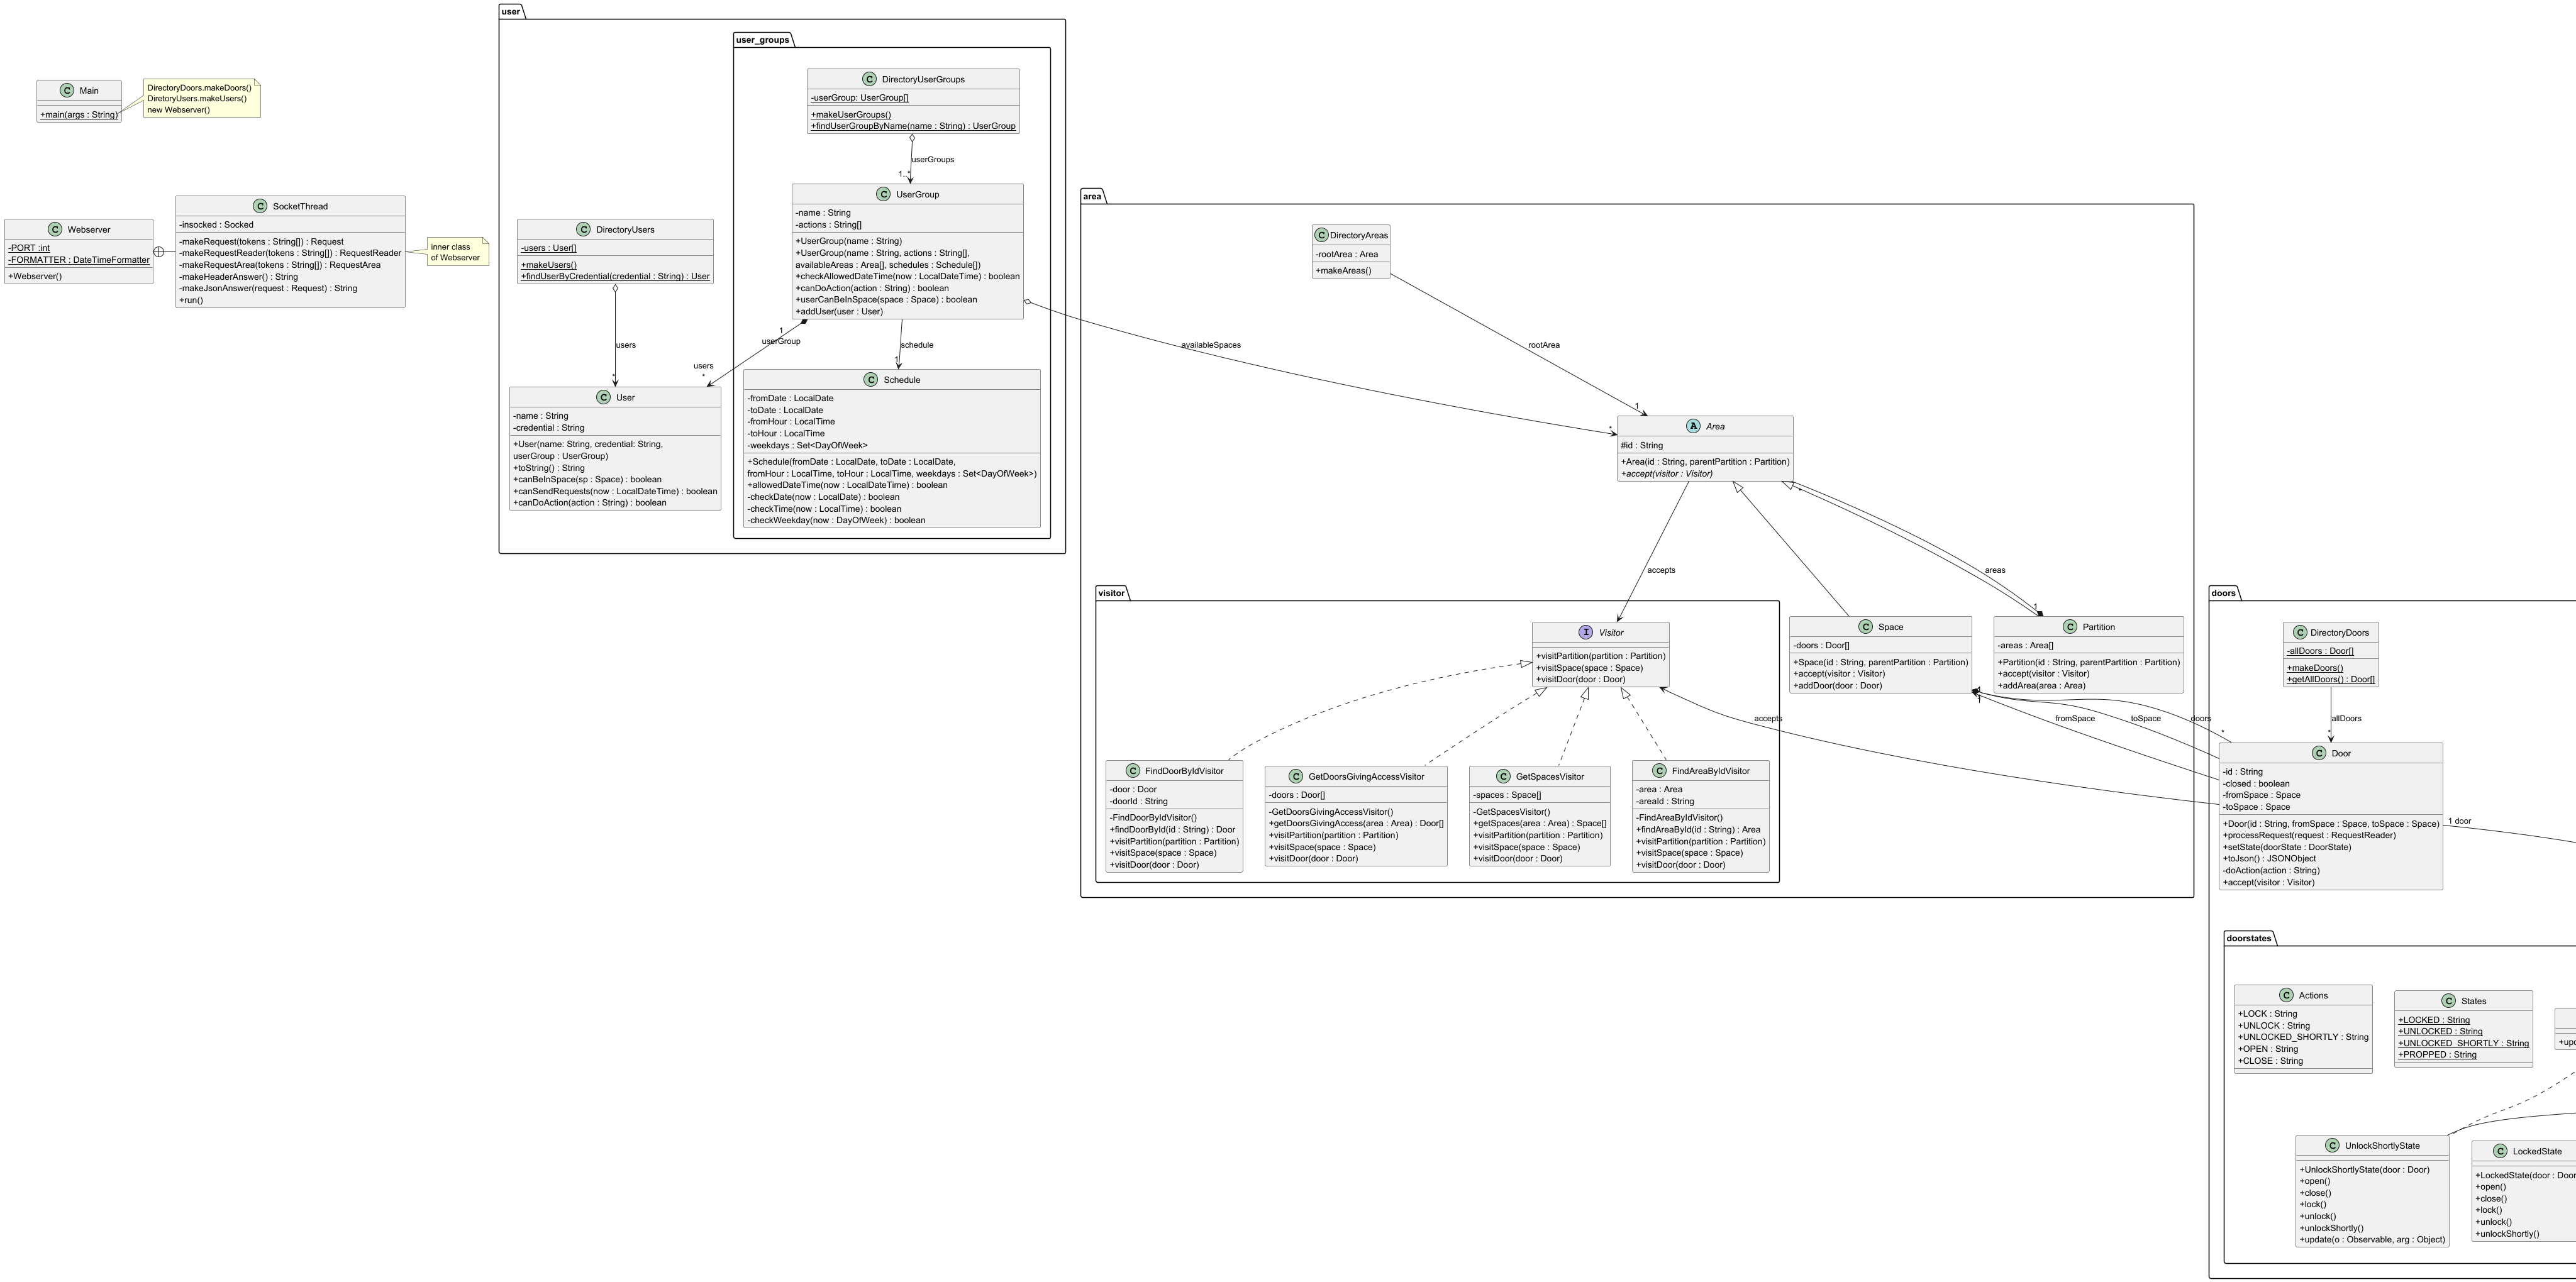 Main
+main(args : String)
DirectoryDoors.makeDoors()
DiretoryUsers.makeUsers()
new Webserver()
Webserver
-PORT :int
-FORMATTER : DateTimeFormatter
+Webserver()
SocketThread
-insocked : Socked
-makeRequest(tokens : String[]) : Request
-makeRequestReader(tokens : String[]) : RequestReader
-makeRequestArea(tokens : String[]) : RequestArea
-makeHeaderAnswer() : String
-makeJsonAnswer(request : Request) : String
+run()
inner class
of Webserver
user
user_groups
DirectoryUserGroups
-userGroup: UserGroup[]
+makeUserGroups()
+findUserGroupByName(name : String) : UserGroup
userGroups
1..*
UserGroup
-name : String
-actions : String[]
+UserGroup(name : String)
+UserGroup(name : String, actions : String[],
availableAreas : Area[], schedules : Schedule[])
+checkAllowedDateTime(now : LocalDateTime) : boolean
+canDoAction(action : String) : boolean
+userCanBeInSpace(space : Space) : boolean
+addUser(user : User)
DirectoryUsers
-users : User[]
+makeUsers()
+findUserByCredential(credential : String) : User
users
*
1
userGroup
users
*
schedule
1
User
-name : String
-credential : String
+User(name: String, credential: String,
userGroup : UserGroup)
+toString() : String
+canBeInSpace(sp : Space) : boolean
+canSendRequests(now : LocalDateTime) : boolean
+canDoAction(action : String) : boolean
Schedule
-fromDate : LocalDate
-toDate : LocalDate
-fromHour : LocalTime
-toHour : LocalTime
-weekdays : Set<DayOfWeek>
+Schedule(fromDate : LocalDate, toDate : LocalDate,
fromHour : LocalTime, toHour : LocalTime, weekdays : Set<DayOfWeek>)
+allowedDateTime(now : LocalDateTime) : boolean
-checkDate(now : LocalDate) : boolean
-checkTime(now : LocalTime) : boolean
-checkWeekday(now : DayOfWeek) : boolean
area
DirectoryAreas
-rootArea : Area
+makeAreas()
availableSpaces
*
rootArea
1
Area
#id : String
+Area(id : String, parentPartition : Partition)
+accept(visitor : Visitor)
accepts
*
areas
1
visitor
Visitor
+visitPartition(partition : Partition)
+visitSpace(space : Space)
+visitDoor(door : Door)
Space
-doors : Door[]
+Space(id : String, parentPartition : Partition)
+accept(visitor : Visitor)
+addDoor(door : Door)
Partition
-areas : Area[]
+Partition(id : String, parentPartition : Partition)
+accept(visitor : Visitor)
+addArea(area : Area)
accepts
1
fromSpace
toSpace
doors
*
FindDoorByIdVisitor
-door : Door
-doorId : String
-FindDoorByIdVisitor()
+findDoorById(id : String) : Door
+visitPartition(partition : Partition)
+visitSpace(space : Space)
+visitDoor(door : Door)
GetDoorsGivingAccessVisitor
-doors : Door[]
-GetDoorsGivingAccessVisitor()
+getDoorsGivingAccess(area : Area) : Door[]
+visitPartition(partition : Partition)
+visitSpace(space : Space)
+visitDoor(door : Door)
GetSpacesVisitor
-spaces : Space[]
-GetSpacesVisitor()
+getSpaces(area : Area) : Space[]
+visitPartition(partition : Partition)
+visitSpace(space : Space)
+visitDoor(door : Door)
FindAreaByIdVisitor
-area : Area
-areaId : String
-FindAreaByIdVisitor()
+findAreaById(id : String) : Area
+visitPartition(partition : Partition)
+visitSpace(space : Space)
+visitDoor(door : Door)
doors
DirectoryDoors
-allDoors : Door[]
+makeDoors()
+getAllDoors() : Door[]
allDoors
*
Door
-id : String
-closed : boolean
-fromSpace : Space
-toSpace : Space
+Door(id : String, fromSpace : Space, toSpace : Space)
+processRequest(request : RequestReader)
+setState(doorState : DoorState)
+toJson() : JSONObject
-doAction(action : String)
+accept(visitor : Visitor)
1 door
doorstates
Actions
+LOCK : String
+UNLOCK : String
+UNLOCKED_SHORTLY : String
+OPEN : String
+CLOSE : String
States
+LOCKED : String
+UNLOCKED : String
+UNLOCKED_SHORTLY : String
+PROPPED : String
UnlockShortlyState
+UnlockShortlyState(door : Door)
+open()
+close()
+lock()
+unlock()
+unlockShortly()
+update(o : Observable, arg : Object)
LockedState
+LockedState(door : Door
+open()
+close()
+lock()
+unlock()
+unlockShortly()